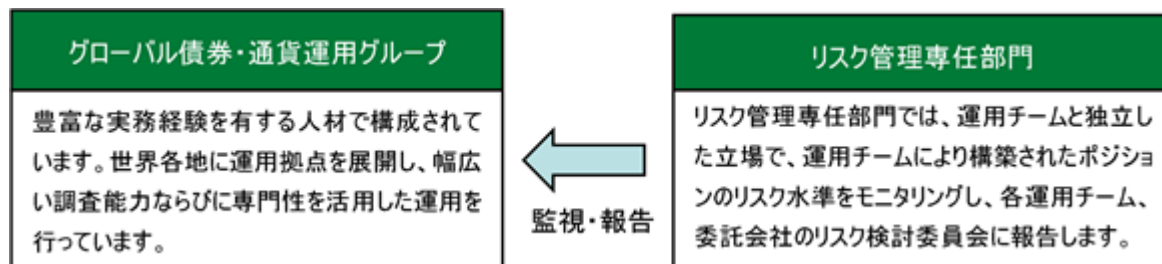 グローバル債券・通貨運用グループ
豊富な実務経験を有する人材で構成されて
います。世界各地に運用拠点を展開し、幅広
い調査能力ならびに専門性を活用した運用を
行っています。
監視・報告
リスク管理専任部門
リスク管理専任部門では、運用チームと独立し
た立場で、運用チームにより構築されたポジショ
ンのリスク水準をモニタリングし、各運用チーム、
委託会社のリスク検討委員会に報告します。